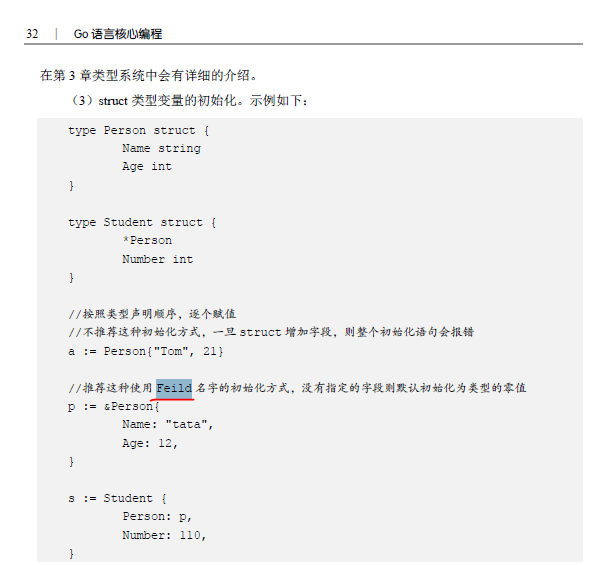 32 | Go 语言核心编程
在第 3 章类型系统中会有详细的介绍。
（3）struct 类型变量的初始化。示例如下：
type Person struct {
Name string
Age int
}
type Student struct {
*Person
Number int
}
//按照类型声明顺序，逐个赋值
//不推荐这种初始化方式，一旦 struct 增加字段，则整个初始化语句会报错
a := Person{"Tom", 21}
//推荐这种使用 Feild 名字的初始化方式，没有指定的字段则默认初始化为类型的零值
p := &Person{
Name: "tata",
Age: 12,
}
s := Student {
Person: p,
Number: 110,
}